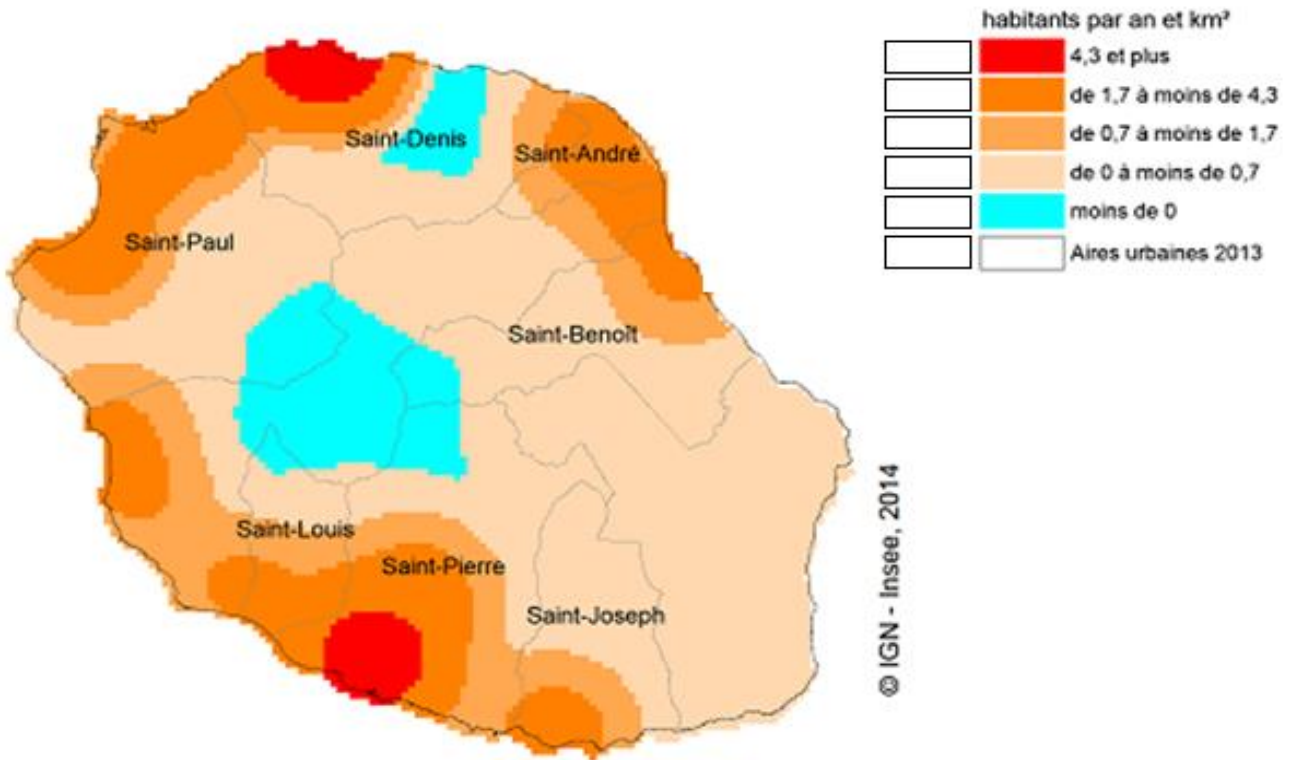 habitants par an et km²
4,3 et plus
de 1,7 à moins de 4,3
de 0,7 à moins de 1,7
de 0 à moins de 0,7
moins de 0
Aires urbaines 2013
Saint-Denis
Saint-André
Saint-Paul
Saint-Benoît
Saint-Louis
Saint-Pierre
Saint-Joseph
© IGN - Insee, 2014